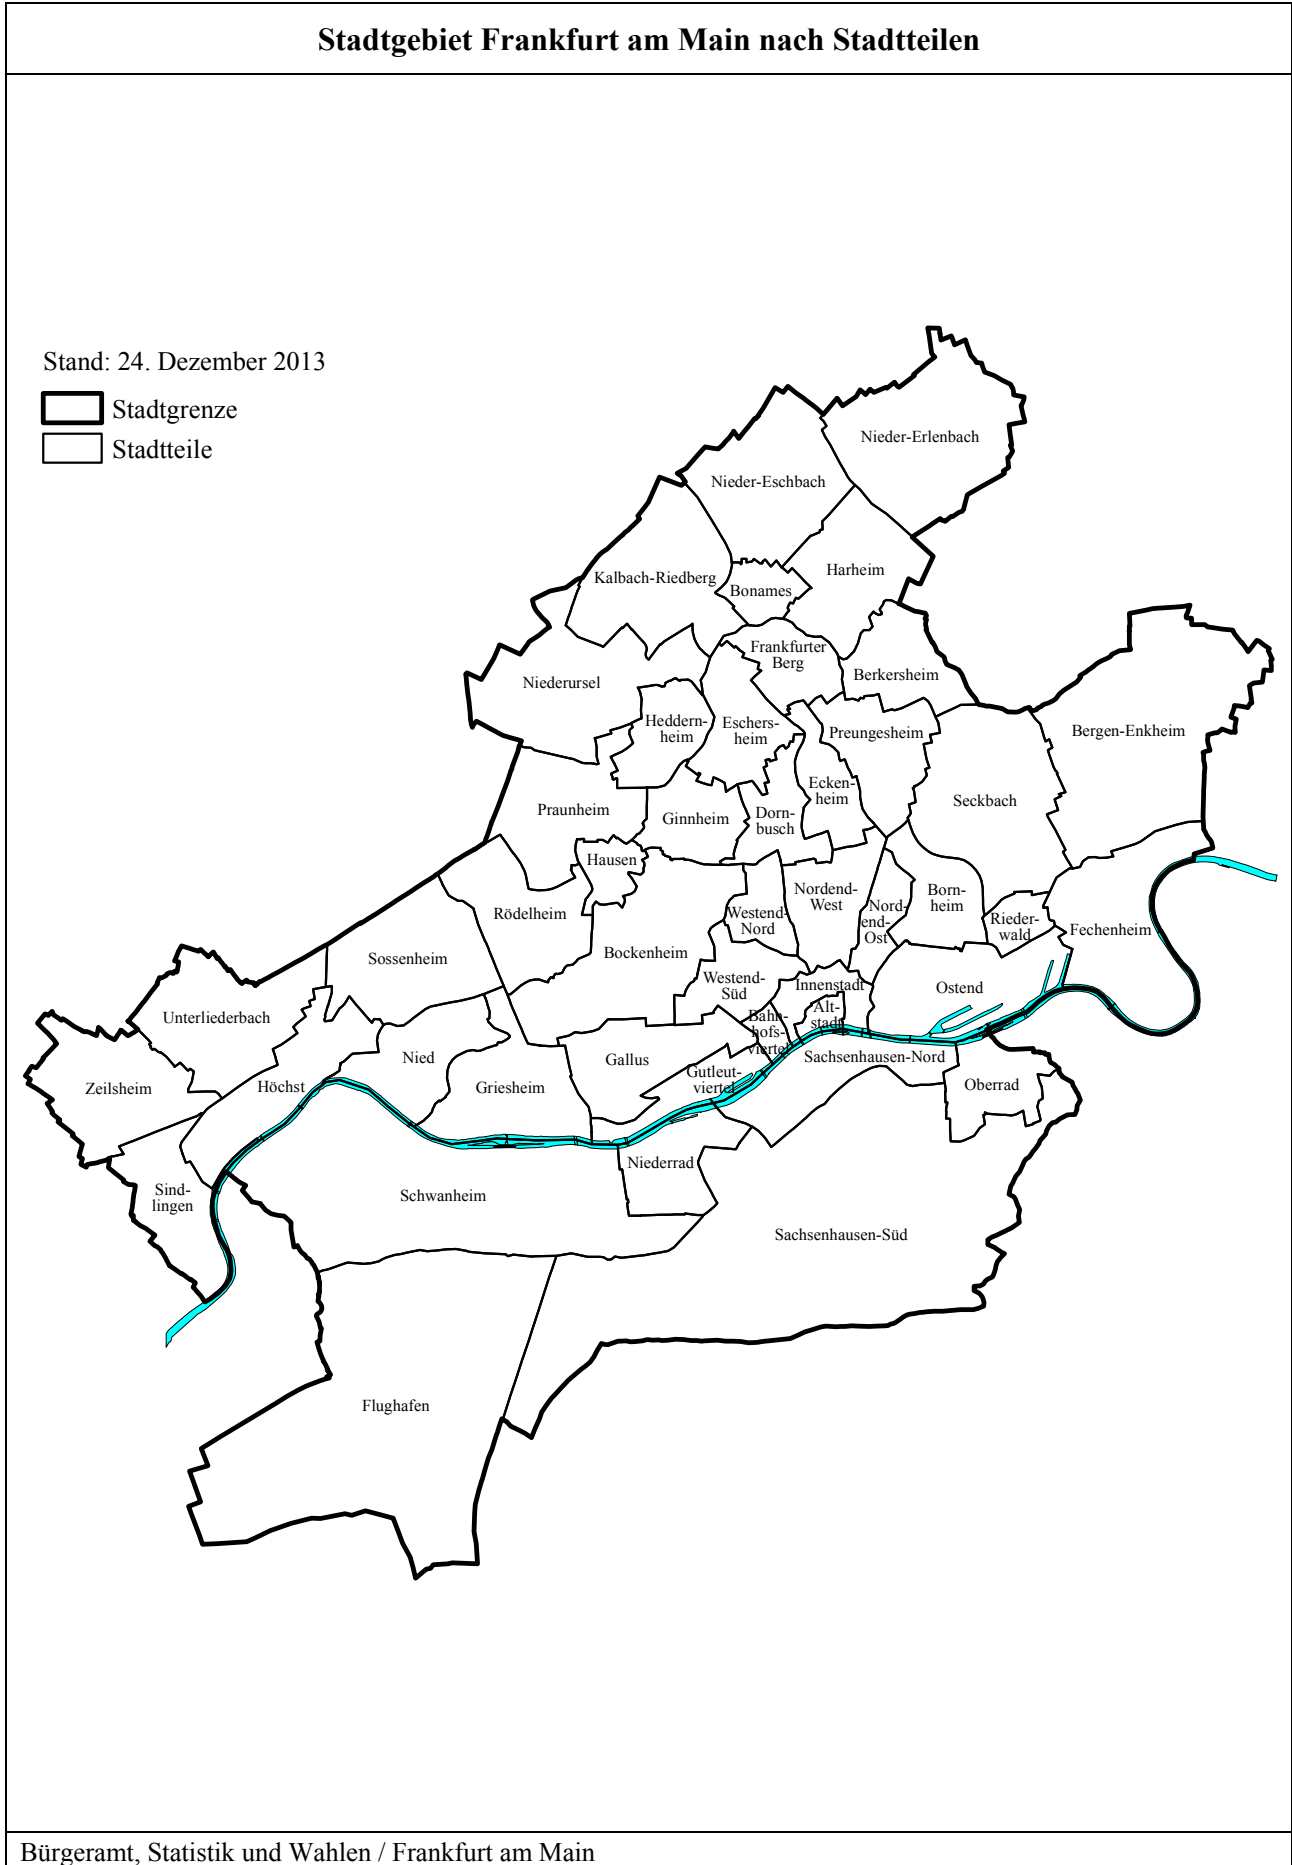 Stadtgebiet Frankfurt am Main nach Stadtteilen
Stand: 24. Dezember 2013
Stadtgrenze
Stadtteile
Nieder-Erlenbach
Nieder-Eschbach
Harheim
Kalbach-Riedberg
Bonames
Frankfurter
Berg
Berkersheim
Niederursel
Heddern-
heim
Eschers-
heim
Preungesheim
Bergen-Enkheim
Ecken-
heim
Seckbach
Praunheim
Ginnheim
Dorn-
busch
Hausen
Nordend-
West
Born-
heim
Rödelheim
Westend-
Nord
Nord-
end-
Ost
Rieder-
wald
Fechenheim
Bockenheim
Sossenheim
Westend-
Süd
Innenstadt
Ostend
Unterliederbach
Bahn-
hofs-
viertel
Alt-
stadt
Nied
Gallus
Sachsenhausen-Nord
Zeilsheim
Höchst
Griesheim
Gutleut-
viertel
Oberrad
Niederrad
Sind-
lingen
Schwanheim
Sachsenhausen-Süd
Flughafen
Bürgeramt, Statistik und Wahlen / Frankfurt am Main